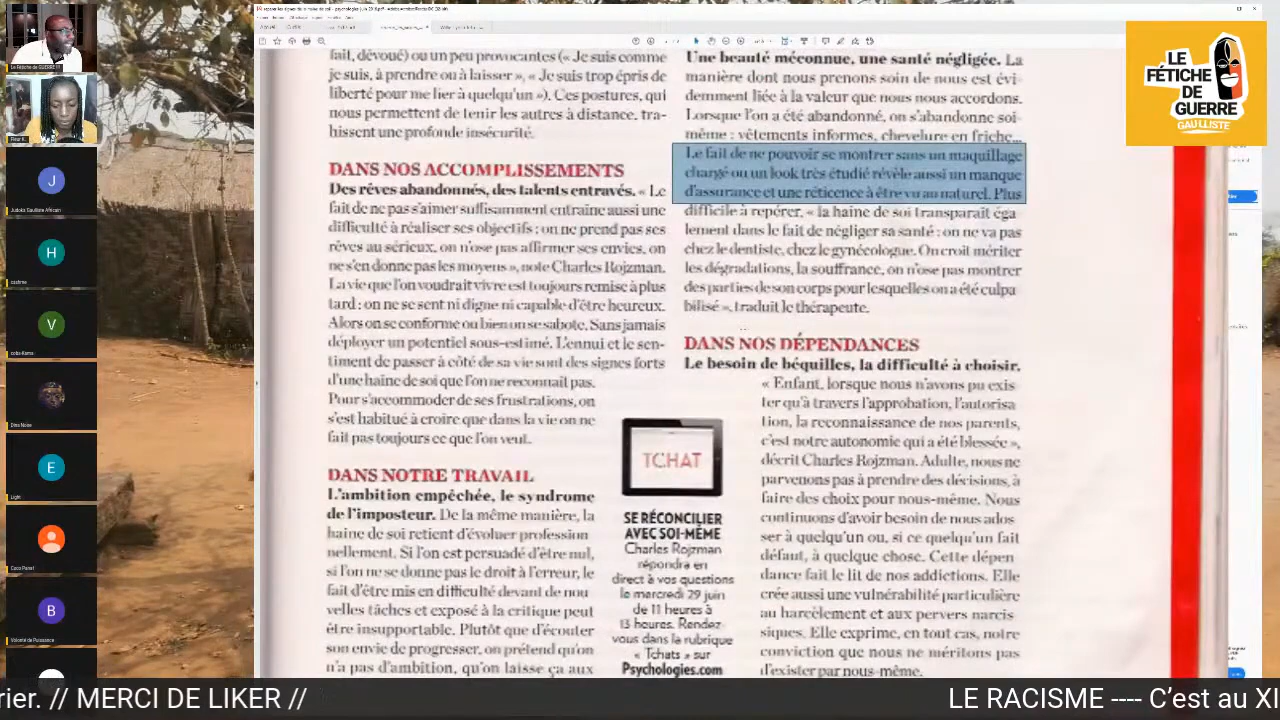 Le Fétiche de GUERRE !!!
Fleur K.
J
Judoka Gaulliste Africain
H
V
E
Light
B
Volonté de Puissance
LE
FÉTICHE
DE
GUERRE
GAULLISTE
fait, dévoué) ou un peu provocantes (« Je suis comme
je suis, à prendre ou à laisser », « Je suis trop épris de
liberté pour me lier à quelqu'un »). Ces postures, qui
nous permettent de tenir les autres à distance, tra-
hissent une profonde insécurité.
DANS NOS ACCOMPLISSEMENTS
Des rêves abandonnés, des talents entravés. « Le
fait de ne pas s'aimer suffisamment entraîne aussi une
difficulté à réaliser ses objectifs : on ne prend pas ses
rêves au sérieux, on n'ose pas affirmer ses envies, on
ne s'en donne pas les moyens », note Charles Rojzman.
La vie que l'on voudrait vivre est toujours remise à plus
tard : on ne se sent ni digne ni capable d'être heureux.
Alors on se conforme ou bien on se sabote. Sans jamais
déployer un potentiel sous-estimé. L'ennui et le sen-
timent de passer à côté de sa vie sont des signes forts
d'une haine de soi que l'on ne reconnaît pas.
Pour s'accommoder de ses frustrations, on
s'est habitué à croire que dans la vie on ne
fait pas toujours ce que l'on veut.
DANS NOTRE TRAVAIL
L'ambition empêchée, le syndrome
de l'imposteur. De la même manière, la
haine de soi retient d'évoluer profession
nellement. Si l'on est persuadé d'être nul,
si l'on ne se donne pas le droit à l'erreur, le
fait d'être mis en difficulté devant de nou
velles tâches et exposé à la critique peut
être insupportable. Plutôt que d'écouter
son envie de progresser, on prétend qu'on
n'a pas d'ambition, qu'on laisse ça aux
TCHAT
SE RÉCONCILIER
AVEC SOI-MÊME
Charles Rojzman
répondra en
direct à vos questions
le mercredi 29 juin
de 11 heures à
13 heures. Rendez-
vous dans la rubrique
« Tchats » sur
Psychologies.com
Une beauté méconnue, une santé négligée. La
manière dont nous prenons soin de nous est évi-
demment liée à la valeur que nous nous accordons.
Lorsque l'on a été abandonné, on s'abandonne soi-
même : vêtements informes, chevelure en friche...
Le fait de ne pouvoir se montrer sans un maquillage
chargé ou un look très étudié révèle aussi un manque
d'assurance et une réticence à être vu au naturel. Plus
difficile à repérer, « la haine de soi transparaît éga-
lement dans le fait de négliger sa santé : on ne va pas
chez le dentiste, chez le gynécologue. On croit mériter
les dégradations, la souffrance, on n'ose pas montrer
des parties de son corps pour lesquelles on a été culpa
bilisé », traduit le thérapeute.
DANS NOS DÉPENDANCES
Le besoin de béquilles, la difficulté à choisir.
« Enfant, lorsque nous n'avons pu exis-
ter qu'à travers l'approbation, l'autorisa-
tion, la reconnaissance de nos parents,
c'est notre autonomie qui a été blessée »,
décrit Charles Rojzman. Adulte, nous ne
parvenons pas à prendre des décisions, à
faire des choix pour nous-même. Nous
continuons d'avoir besoin de nous ados
ser à quelqu'un ou, si ce quelqu'un fait
défaut, à quelque chose. Cette dépen-
dance fait le lit de nos addictions. Elle
crée aussi une vulnérabilité particulière
au harcèlement et aux pervers narcis
siques. Elle exprime, en tout cas, notre
conviction que nous ne méritons pas
d'exister par nous-même.
rier. // MERCI DE LIKER //
LE RACISME ---- C'est au XI